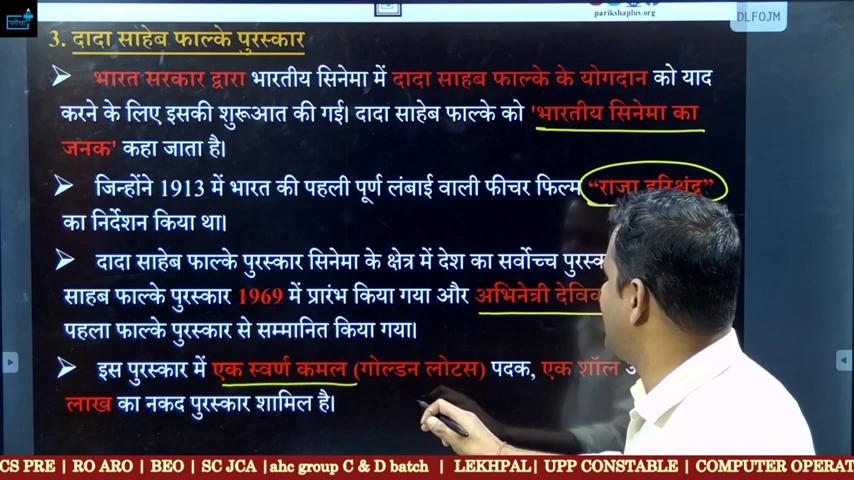 परीक्षा
parikshaplus.org
DLFOJM
3. दादा साहेब फाल्के पुरस्कार
भारत सरकार द्वारा भारतीय सिनेमा में दादा साहब फाल्के के योगदान को याद
करने के लिए इसकी शुरूआत की गई। दादा साहेब फाल्के को 'भारतीय सिनेमा का
जनक' कहा जाता है।
जिन्होंने 1913 में भारत की पहली पूर्ण लंबाई वाली फीचर फिल्म “राजा हरिश्चंद्र”
का निर्देशन किया था।
दादा साहेब फाल्के पुरस्कार सिनेमा के क्षेत्र में देश का सर्वोच्च
साहब फाल्के पुरस्कार 1969 में प्रारंभ किया गया और अभिनेत्री
पहला फाल्के पुरस्कार से सम्मानित किया गया।
इस पुरस्कार में एक स्वर्ण कमल (गोल्डन लोटस) पदक, एक शॉल
लाख का नकद पुरस्कार शामिल है।
CS PRE | RO ARO | BEO | SC JCA |ahc group C & D batch | LEKHPAL| UPP CONSTABLE | COMPUTER